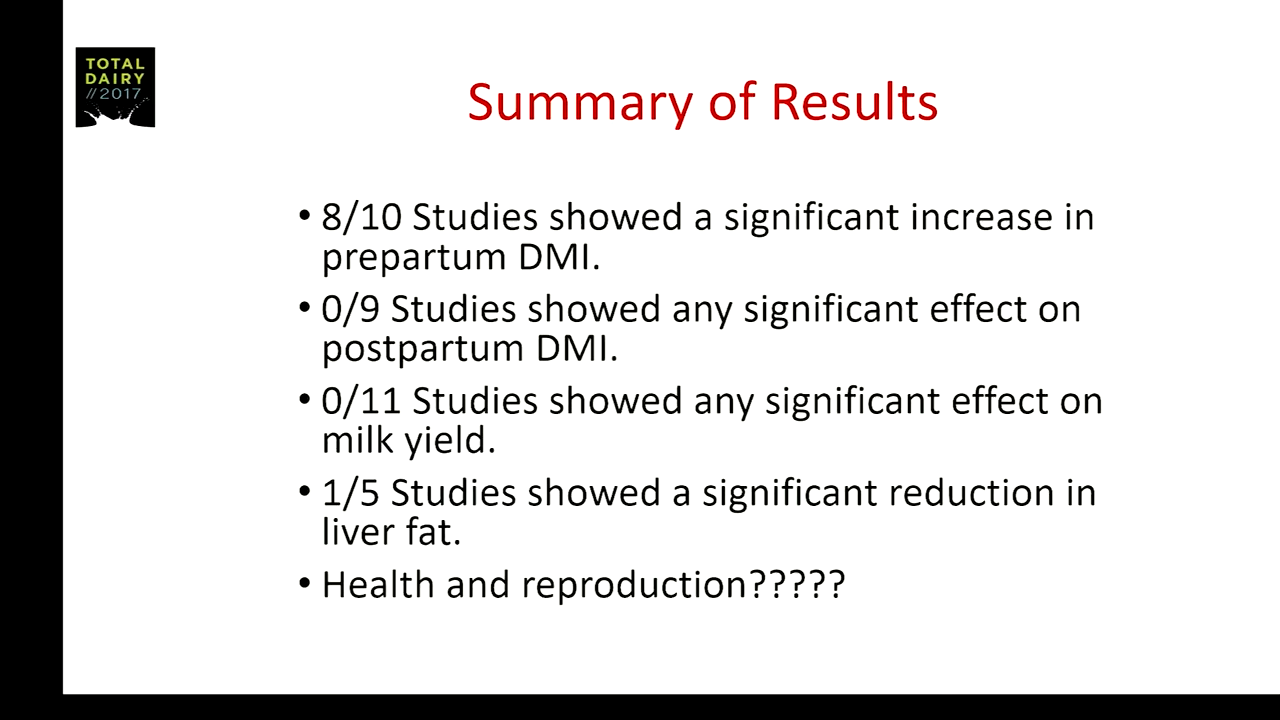 TOTAL
DAIRY
//2017
Summary of Results
• 8/10 Studies showed a significant increase in
prepartum DMI.
• 0/9 Studies showed any significant effect on
postpartum DMI.
• 0/11 Studies showed any significant effect on
milk yield.
• 1/5 Studies showed a significant reduction in
liver fat.
• Health and reproduction?????